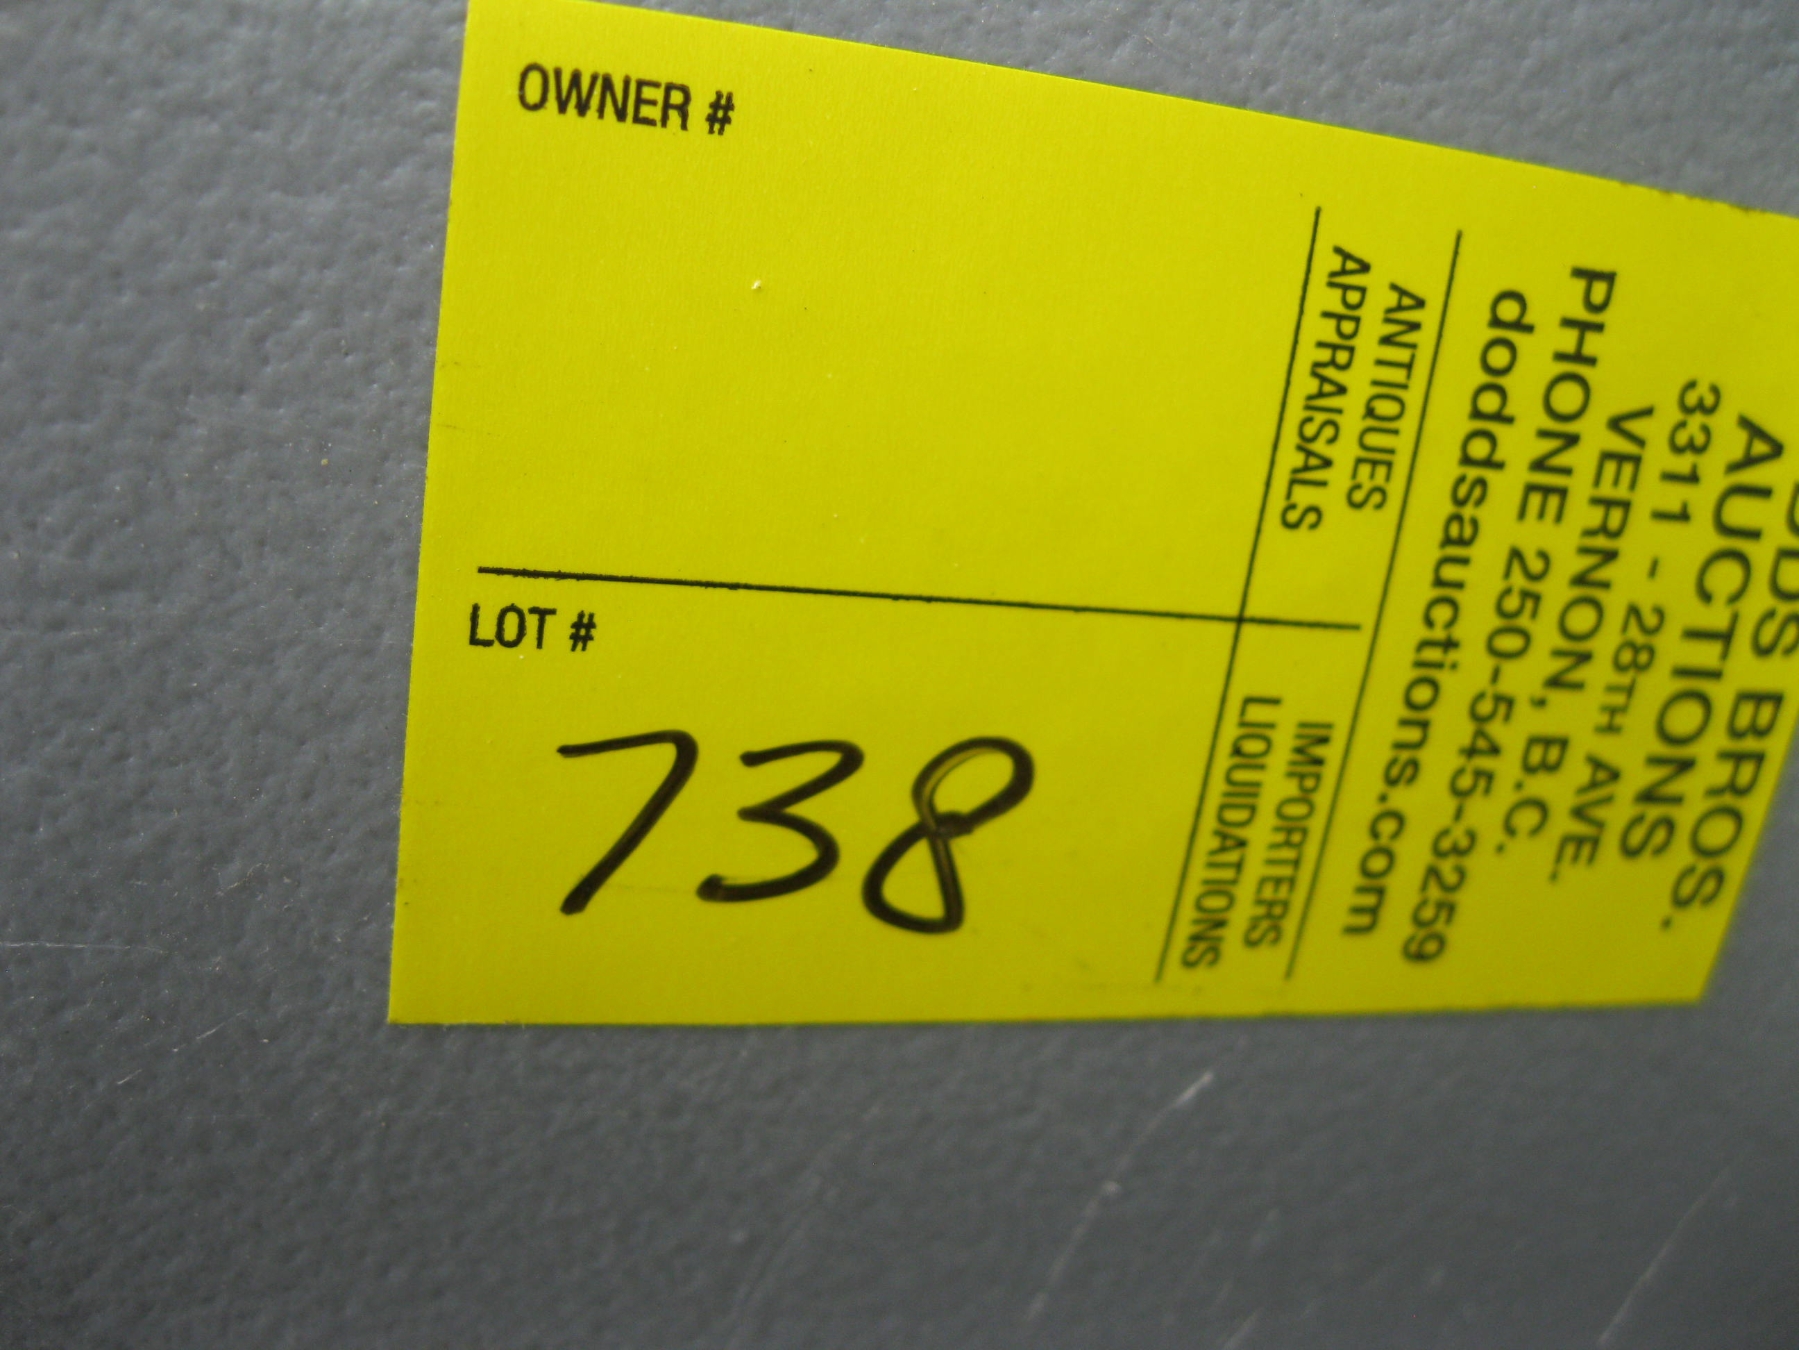 OWNER #
LOT #
738
BROS.
AUCTIONS
3311 - 28TH AVE.
VERNON, B.C.
PHONE 250-545-3259
doddsauctions.com
ANTIQUES
APPRAISALS
IMPORTERS
LIQUIDATIONS